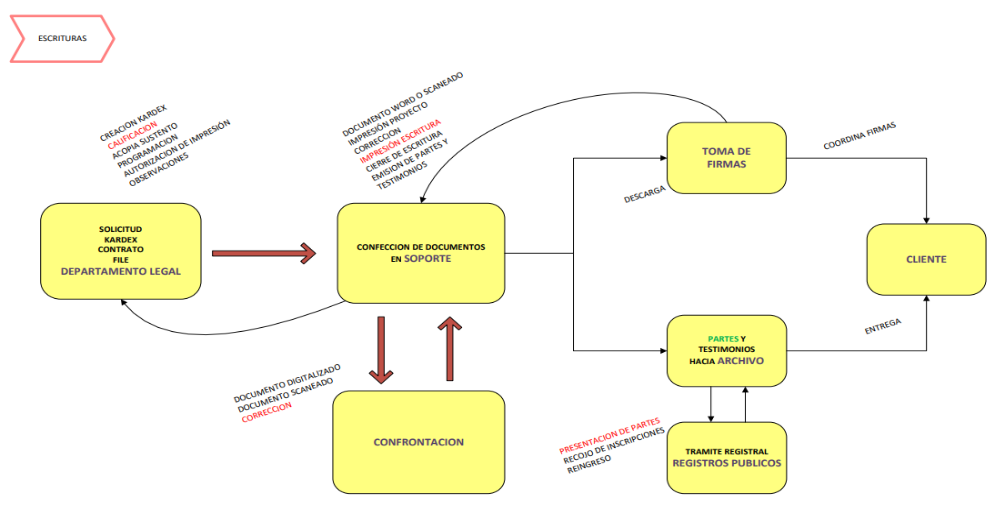 ESCRITURAS
CREACION KARDEX
CALIFICACION
ACOPIA SUSTENTO
PROGRAMACION
AUTORIZACION DE IMPRESIÓN
OBSERVACIONES
DOCUMENTO WORD O SCANEADO
IMPRESIÓN PROYECTO
CORRECCION
IMPRESIÓN ESCRITURA
CIERRE DE ESCRITURA
EMISION DE PARTES Y
TESTIMONIOS
TOMA DE
FIRMAS
COORDINA FIRMAS
DESCARGA
SOLICITUD
KARDEX
CONTRATO
FILE
DEPARTAMENTO LEGAL
CONFECCION DE DOCUMENTOS
EN SOPORTE
CLIENTE
ENTREGA
PARTES Y
TESTIMONIOS
HACIA ARCHIVO
DOCUMENTO DIGITALIZADO
DOCUMENTO SCANEADO
CORRECCION
CONFRONTACION
PRESENTACION DE PARTES
RECOJO DE INSCRIPCIONES
REINGRESO
TRAMITE REGISTRAL
REGISTROS PUBLICOS